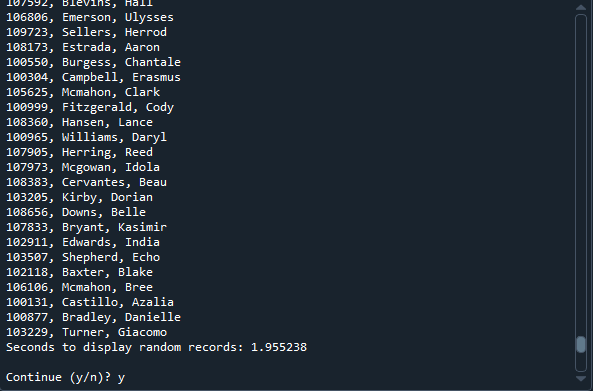 107592, Blevins, Hall
106806, Emerson, Ulysses
109723, Sellers, Herrod
108173, Estrada, Aaron
100550, Burgess, Chantale
100304, Campbell, Erasmus
105625, Mcmahon, Clark
100999, Fitzgerald, Cody
108360, Hansen, Lance
100965, Williams, Daryl
107905, Herring, Reed
107973, Mcgowan, Idola
108383, Cervantes, Beau
103205, Kirby, Dorian
108656, Downs, Belle
107833, Bryant, Kasimir
102911, Edwards, India
103507, Shepherd, Echo
102118, Baxter, Blake
106106, Mcmahon, Bree
100131, Castillo, Azalia
100877, Bradley, Danielle
103229, Turner, Giacomo
Seconds to display random records: 1.955238
Continue (y/n)? y